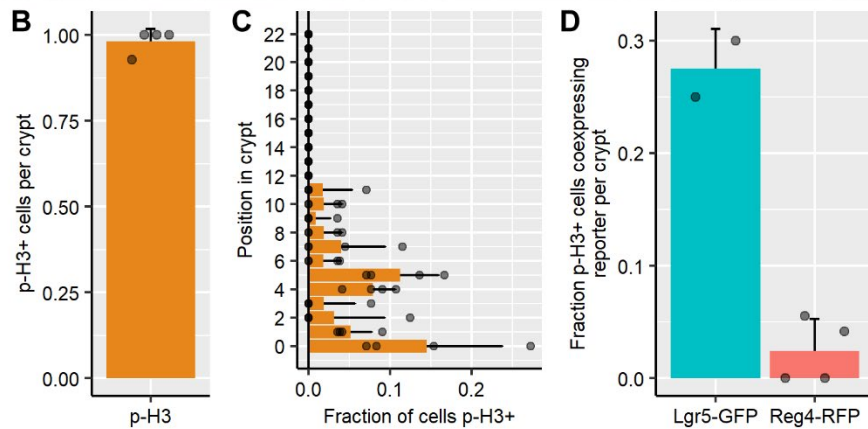 B
p-H3+ cells per crypt
1.00
0.75
0.50
0.25
0.00
p-H3
C
Position in crypt
22
20
18
16
14
12
10
8
6
4
2
0
0.0 0.1 0.2
Fraction of cells p-H3+
D
Fraction p-H3+ cells coexpressing
reporter per crypt
0.3
0.2
0.1
0.0
Lgr5-GFP Reg4-RFP